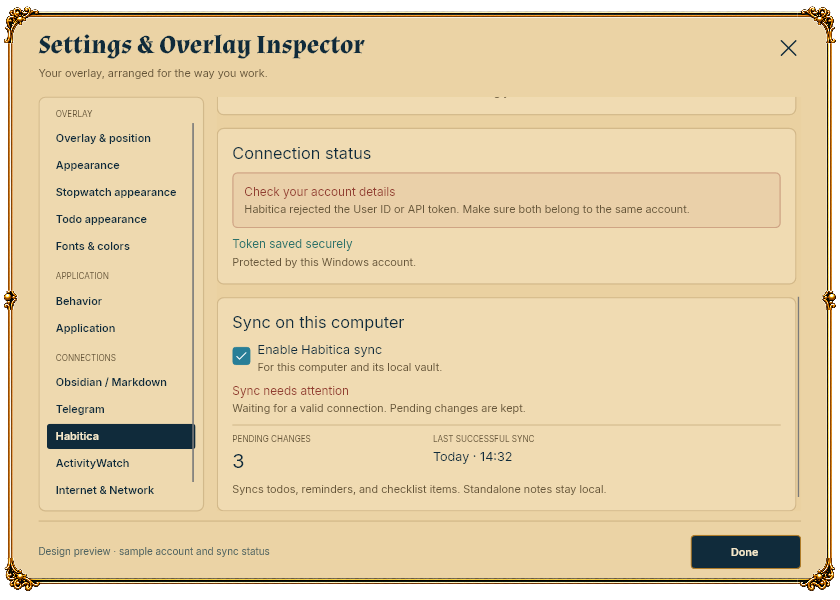 Settings & Overlay Inspector
Your overlay, arranged for the way you work.
OVERLAY
Overlay & position
Appearance
Stopwatch appearance
Todo appearance
Fonts & colors
APPLICATION
Behavior
Application
CONNECTIONS
Obsidian / Markdown
Telegram
Habitica
ActivityWatch
Internet & Network
Connection status
Check your account details
Habitica rejected the User ID or API token. Make sure both belong to the same account.
Token saved securely
Protected by this Windows account.
Sync on this computer
Enable Habitica sync
For this computer and its local vault.
Sync needs attention
Waiting for a valid connection. Pending changes are kept.
PENDING CHANGES
3
LAST SUCCESSFUL SYNC
Today · 14:32
Syncs todos, reminders, and checklist items. Standalone notes stay local.
Design preview · sample account and sync status
Done